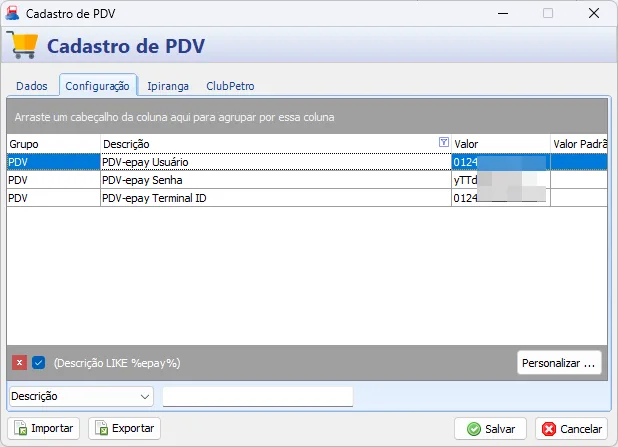 Cadastro de PDV
Cadastro de PDV
Dados Configuração Ipiranga ClubPetro
Arraste um cabeçalho da coluna aqui para agrupar por essa coluna
Grupo Descrição Valor Valor Padrã
PDV PDV-epay Usuário 0124
PDV PDV-epay Senha yTTd
PDV PDV-epay Terminal ID 0124
(Descrição LIKE %epay%) Personalizar ...
Descrição
Importar Exportar Salvar Cancelar